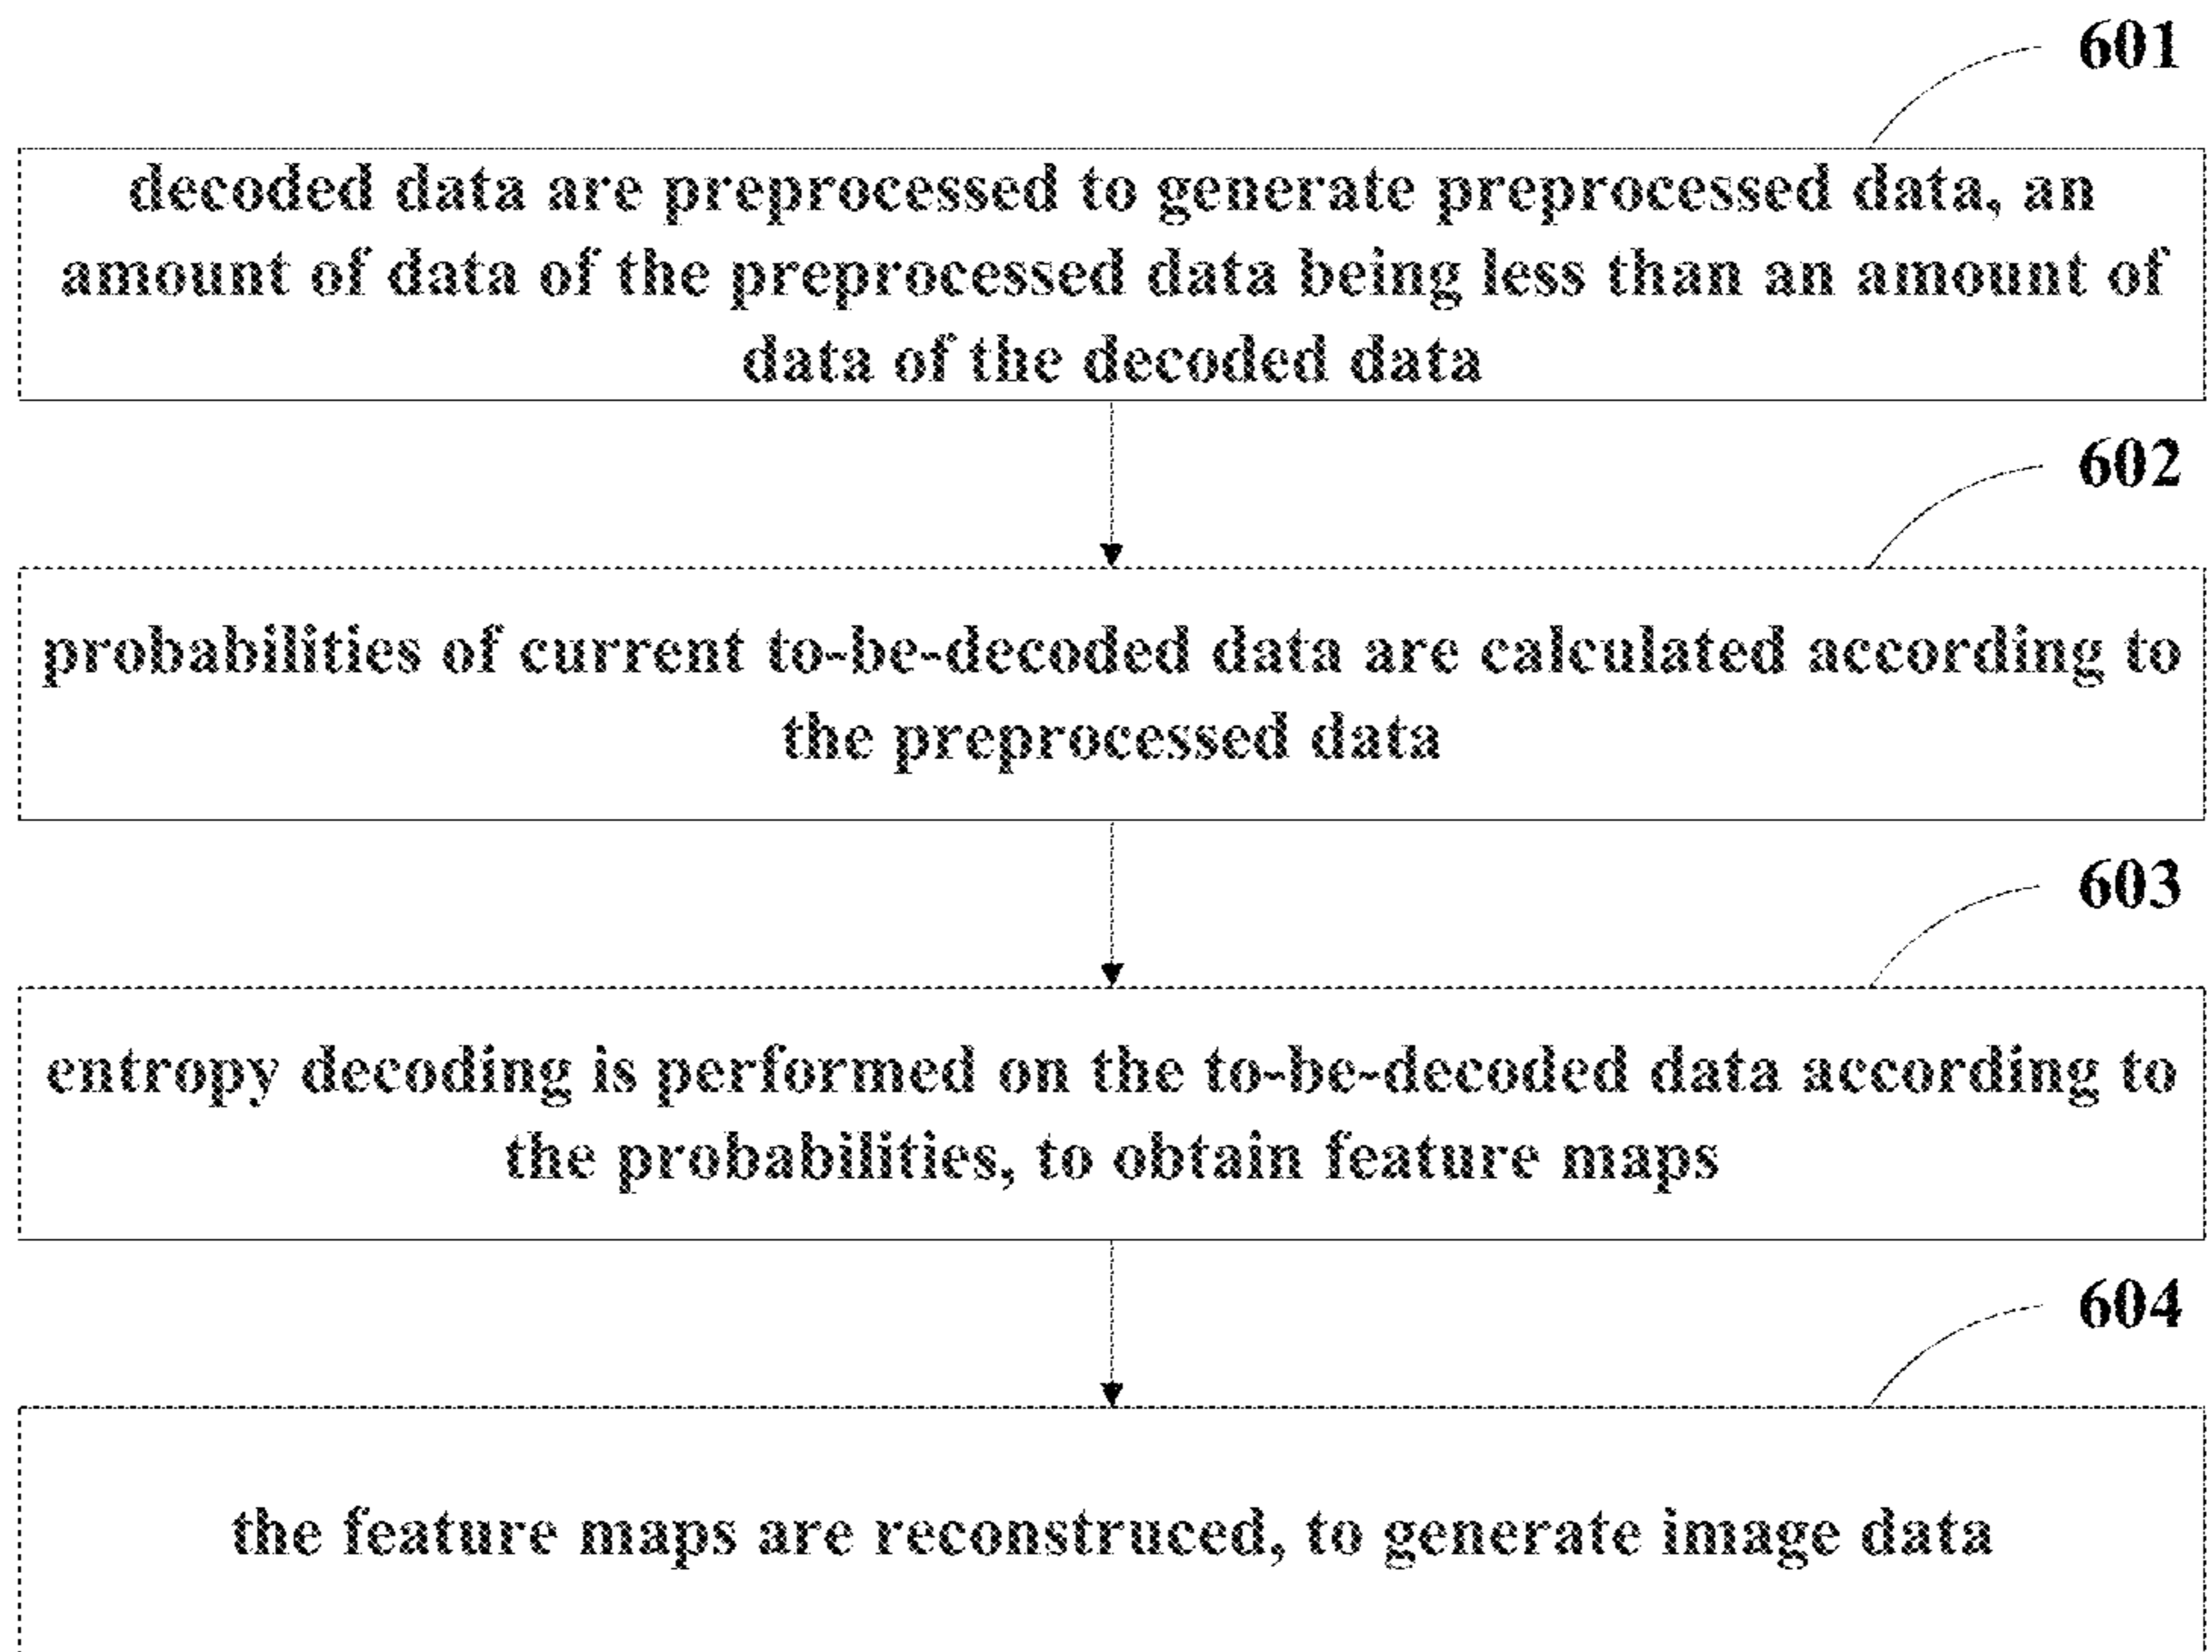 601
decoded data are preprocessed to generate preprocessed data, an
amount of data of the preprocessed data being less than an amount of
data of the decoded data
602
probabilities of current to-be-decoded data are calculated according to
the preprocessed data
603
entropy decoding is performed on the to-be-decoded data according to
the probabilities, to obtain feature maps
604
the feature maps are reconstruced, to generate image data